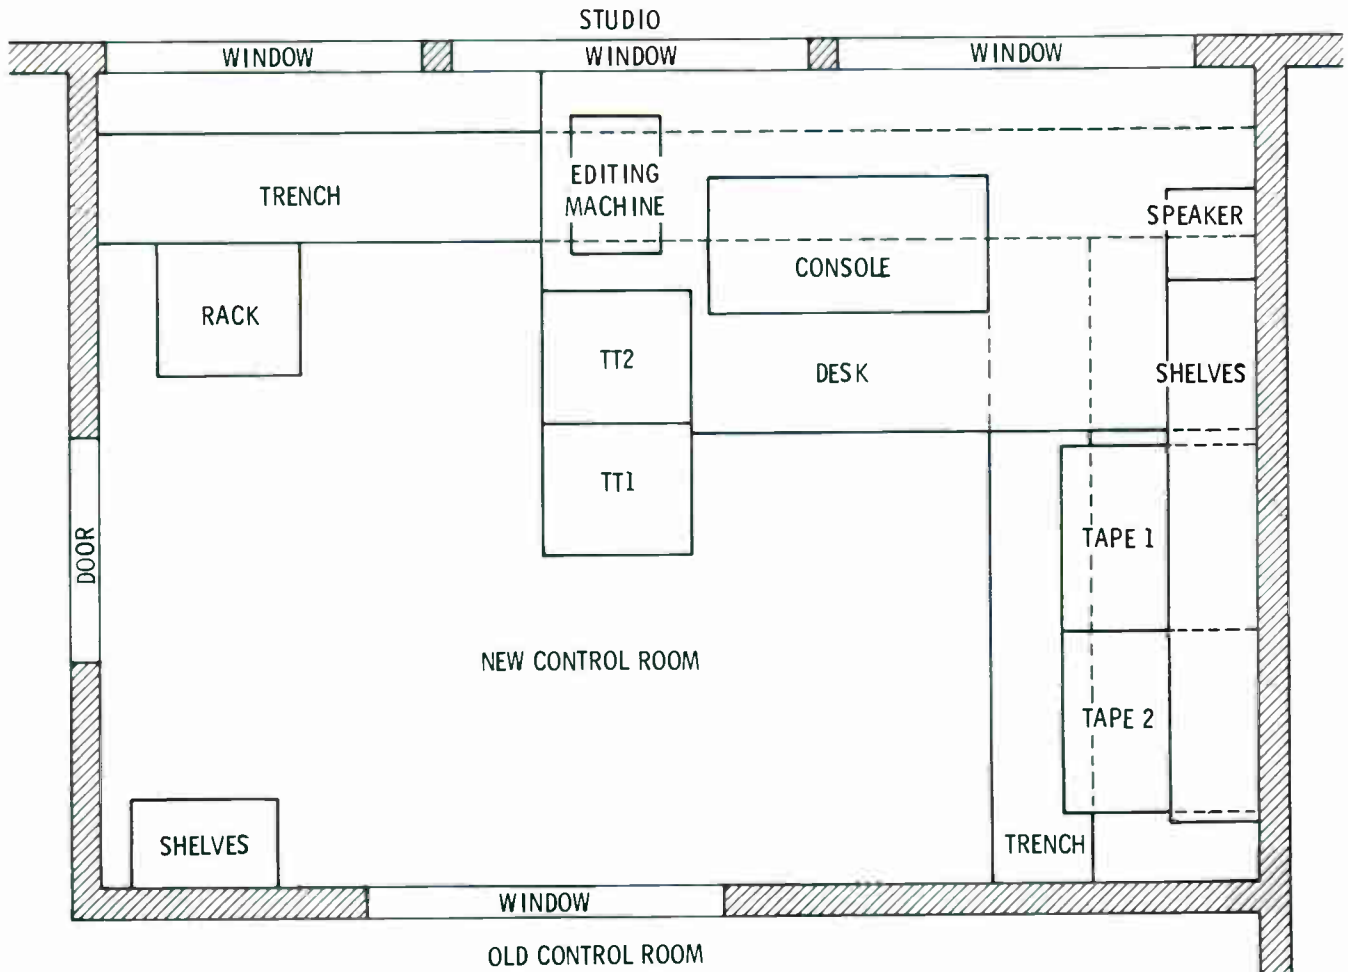 STUDIO
WINDOW
WINDOW
WINDOW
EDITING
MACHINE
TRENCH
SPEAKER
CONSOLE
RACK
TT2
DESK
SHELVES
TT1
DOOR
TAPE 1
NEW CONTROL ROOM
TAPE 2
SHELVES
TRENCH
WINDOW
OLD CONTROL ROOM